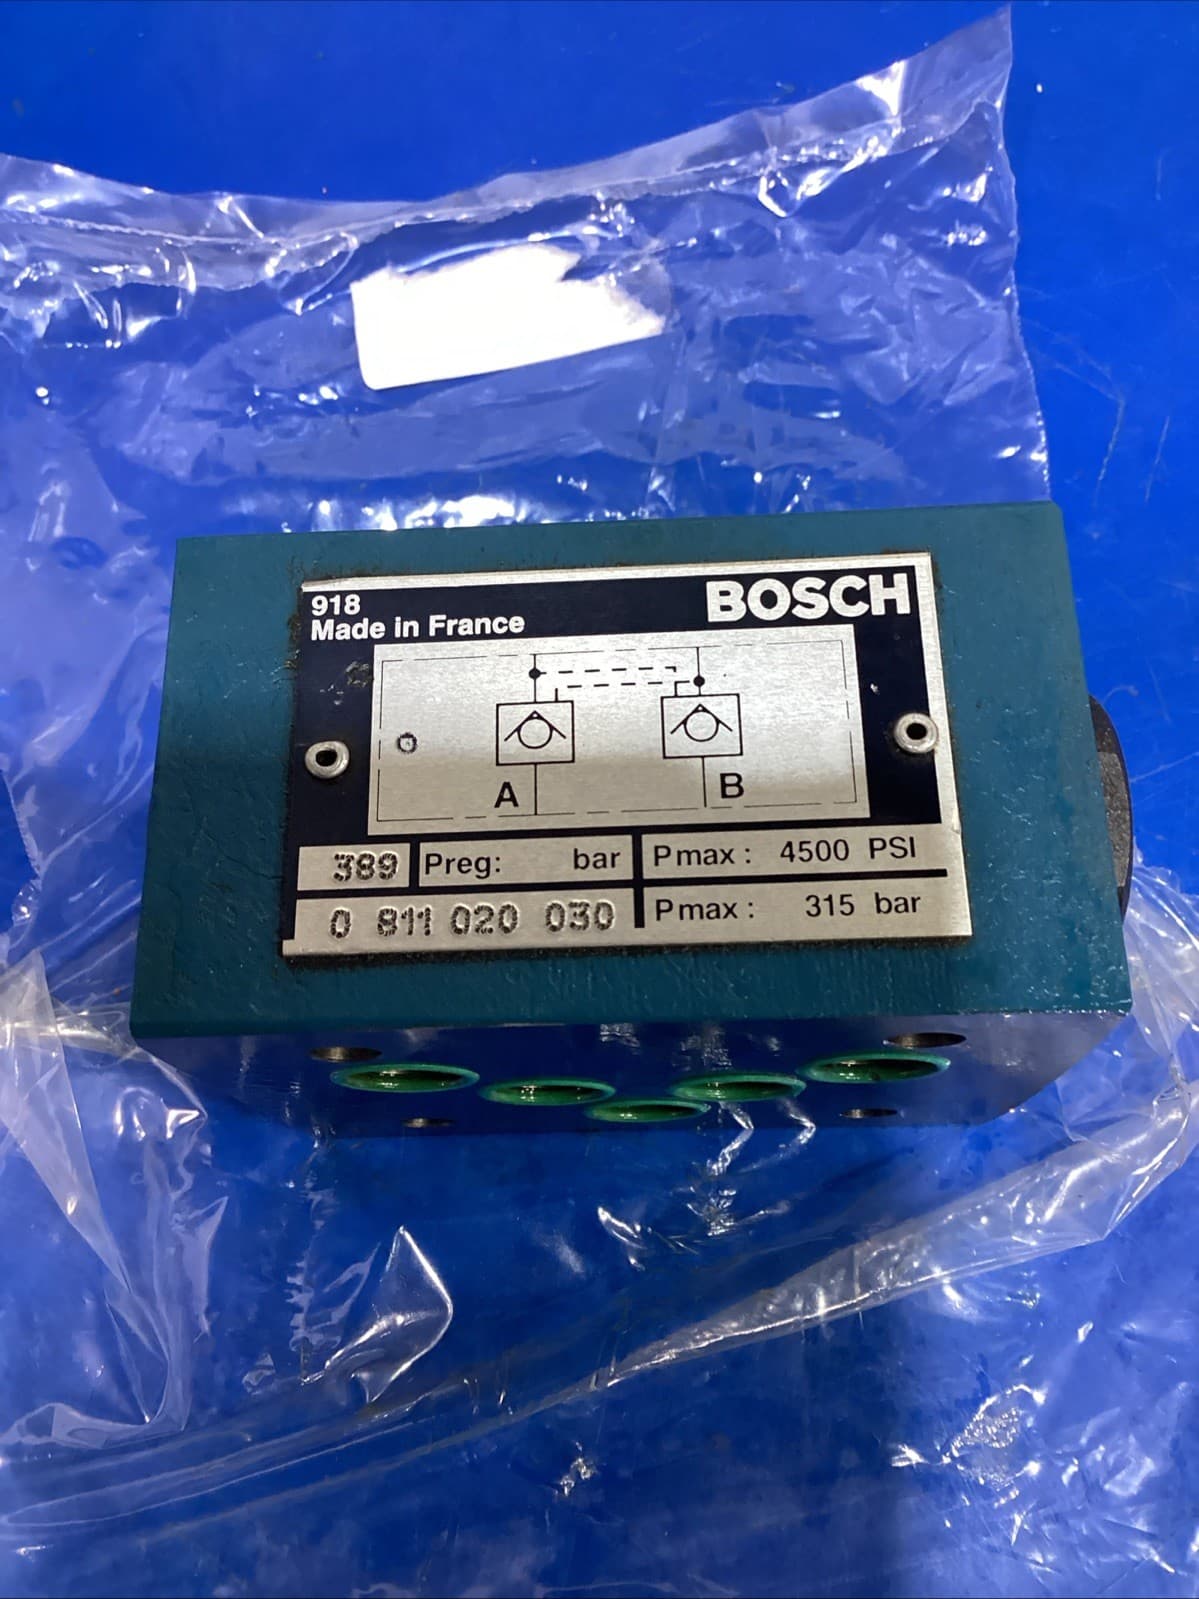 918
Made in France
BOSCH
A
B
389
Preg: bar
Pmax: 4500 PSI
0 811 020 030
Pmax: 315 bar